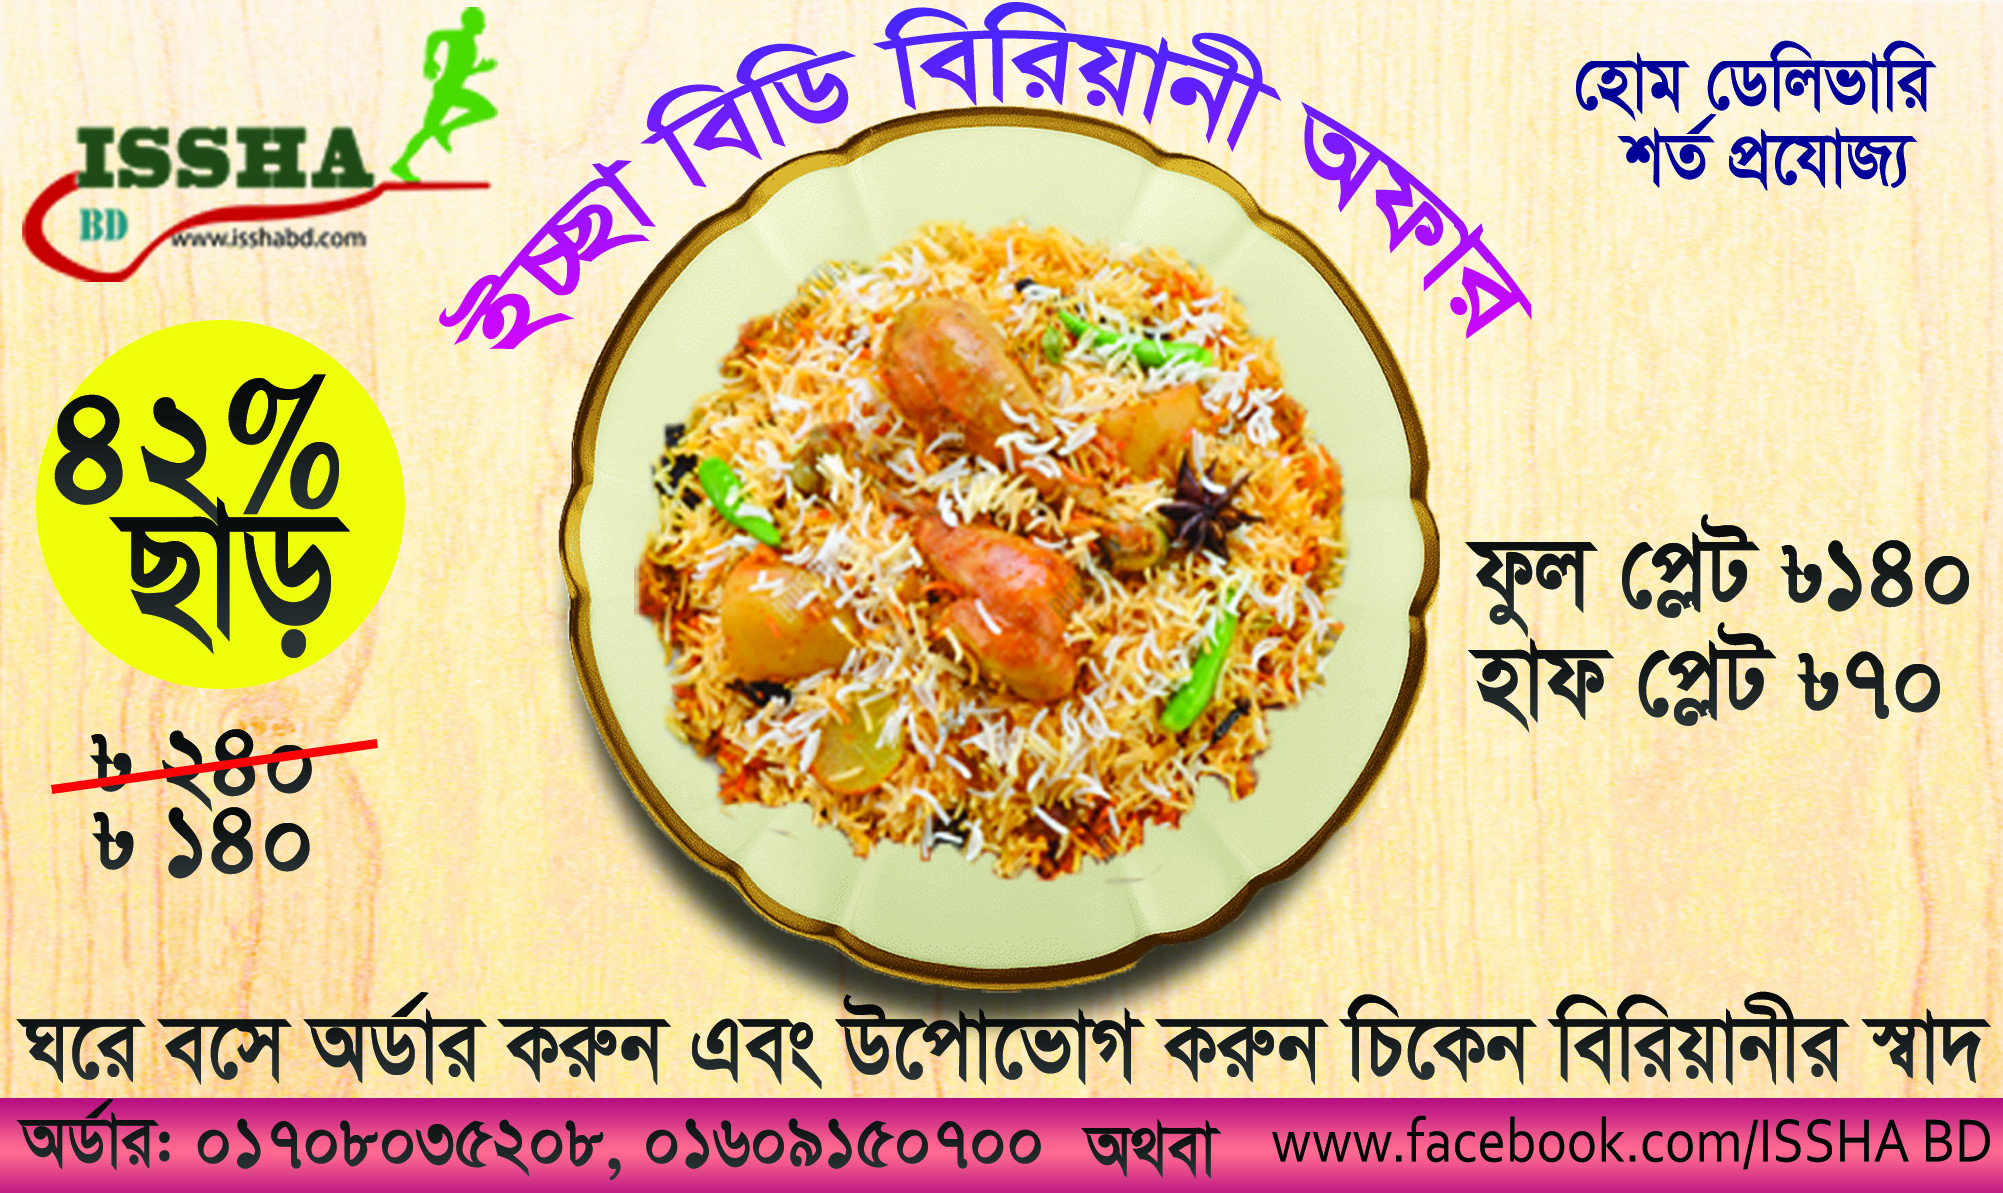 ISSHA
BD
www.isshabd.com
ইচ্ছা বিডি বিরিয়ানী অফার
হোম ডেলিভারি
শর্ত প্রযোজ্য
৪২%
ছাড়
৳ ২৪০
৳ ১৪০
ফুল প্লেট ৳১৪০
হাফ প্লেট ৳৭০
ঘরে বসে অর্ডার করুন এবং উপোভোগ করুন চিকেন বিরিয়ানীর স্বাদ
অর্ডার: ০১৭০৮০৩৫২০৮, ০১৬০৯১৫০৭০০ অথবা www.facebook.com/ISSHA BD